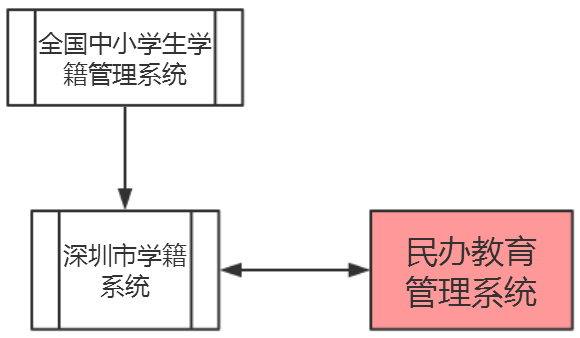 全国中小学生学
籍管理系统
深圳市学籍
系统
民办教育
管理系统